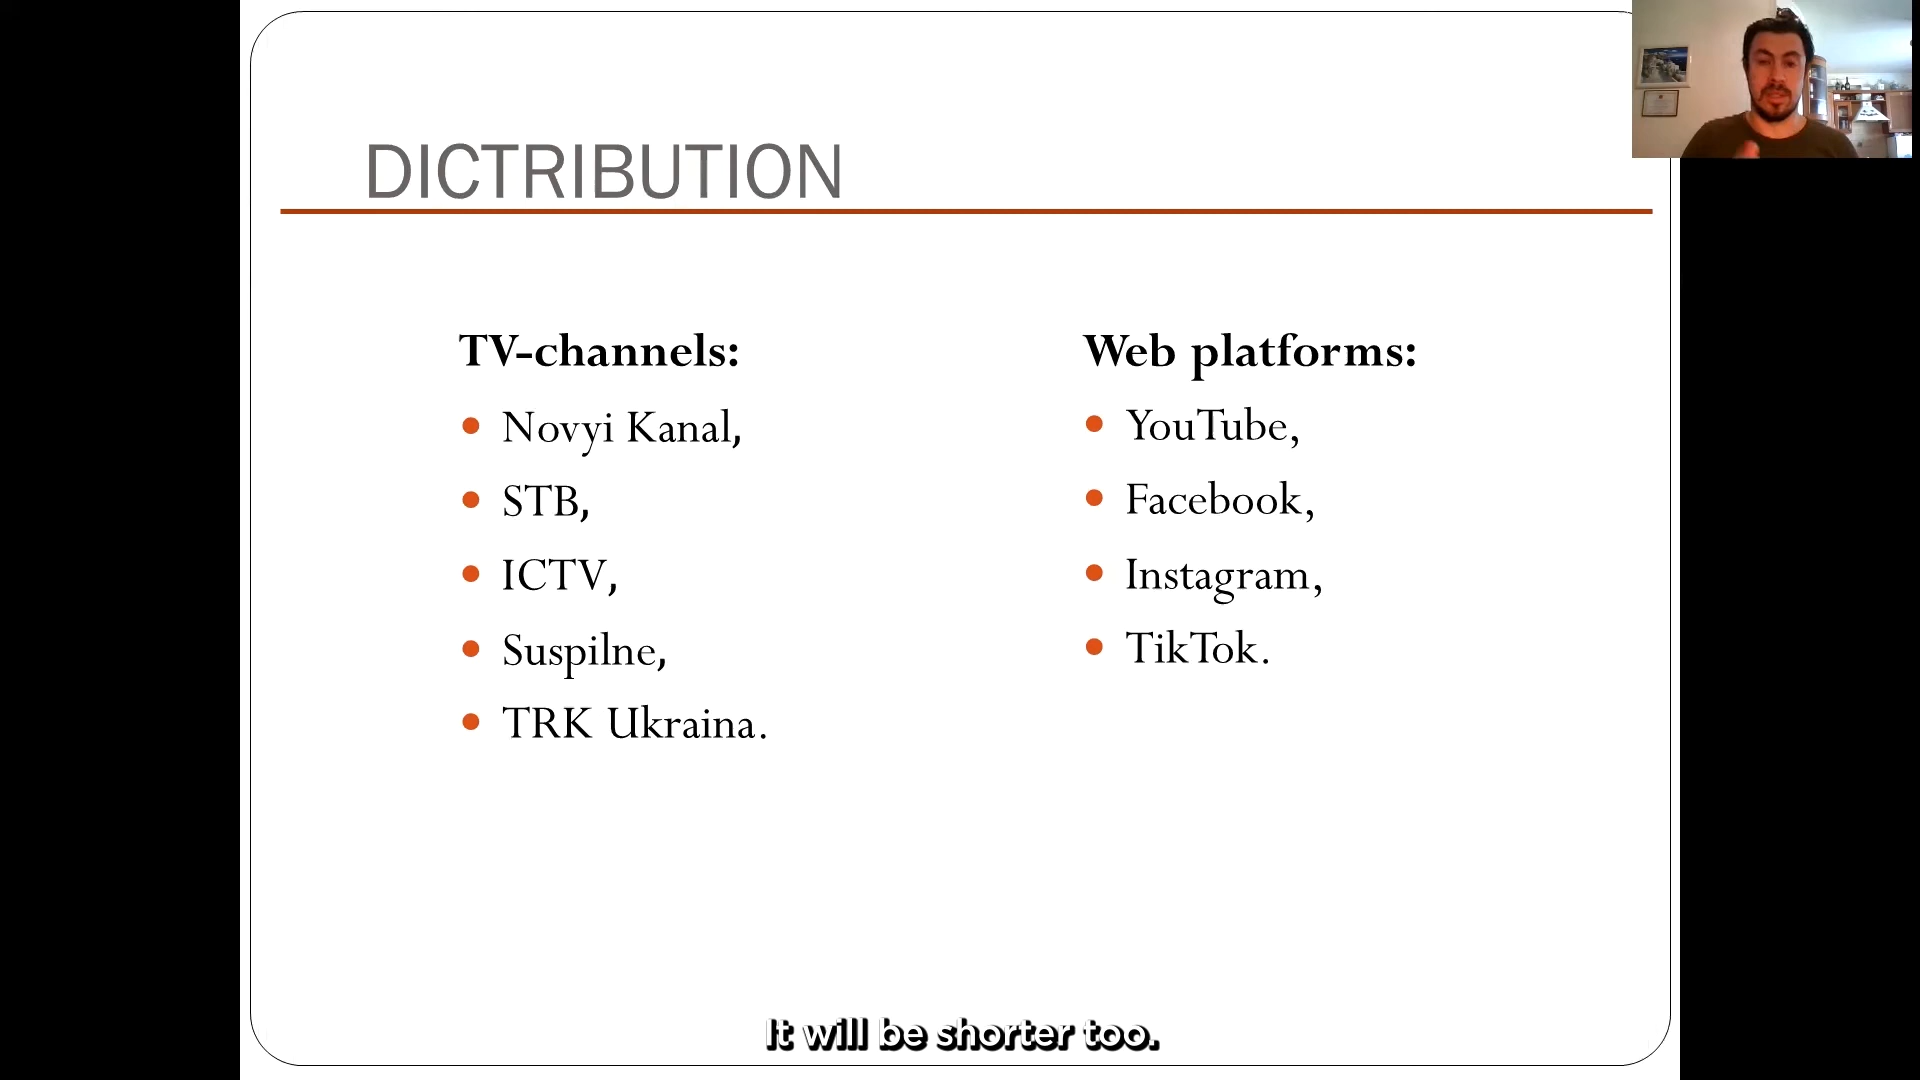 DICTRIBUTION
TV-channels:
Novyi Kanal,
STB,
ICTV,
Suspilne,
TRK Ukraina.
Web platforms:
YouTube,
Facebook,
Instagram,
TikTok.
It will be shorter too.